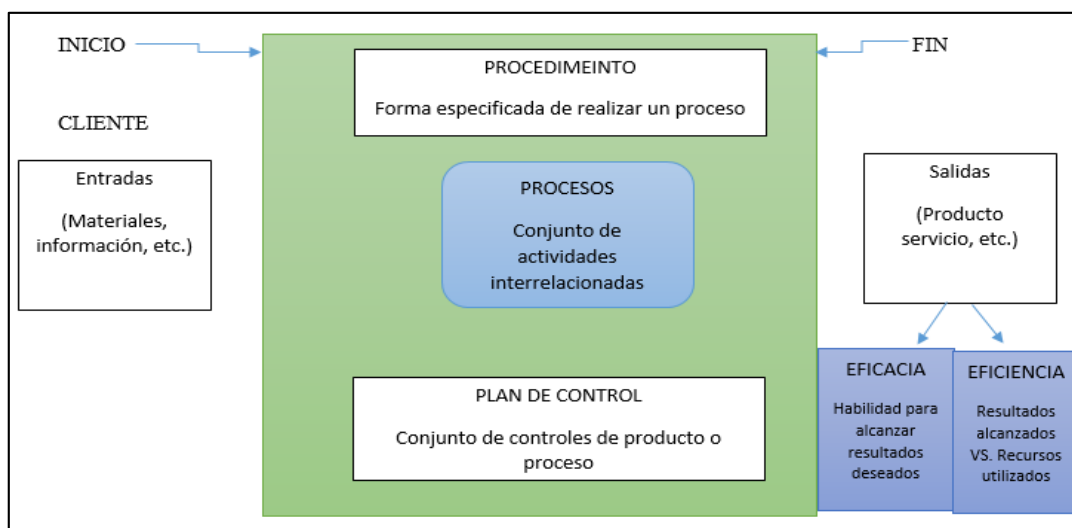 INICIO
FIN
PROCEDIMEINTO
Forma especificada de realizar un proceso
CLIENTE
Entradas
(Materiales,
información, etc.)
PROCESOS
Conjunto de
actividades
interrelacionadas
Salidas
(Producto
servicio, etc.)
PLAN DE CONTROL
Conjunto de controles de producto o
proceso
EFICACIA
Habilidad para
alcanzar
resultados
deseados
EFICIENCIA
Resultados
alcanzados
VS. Recursos
utilizados